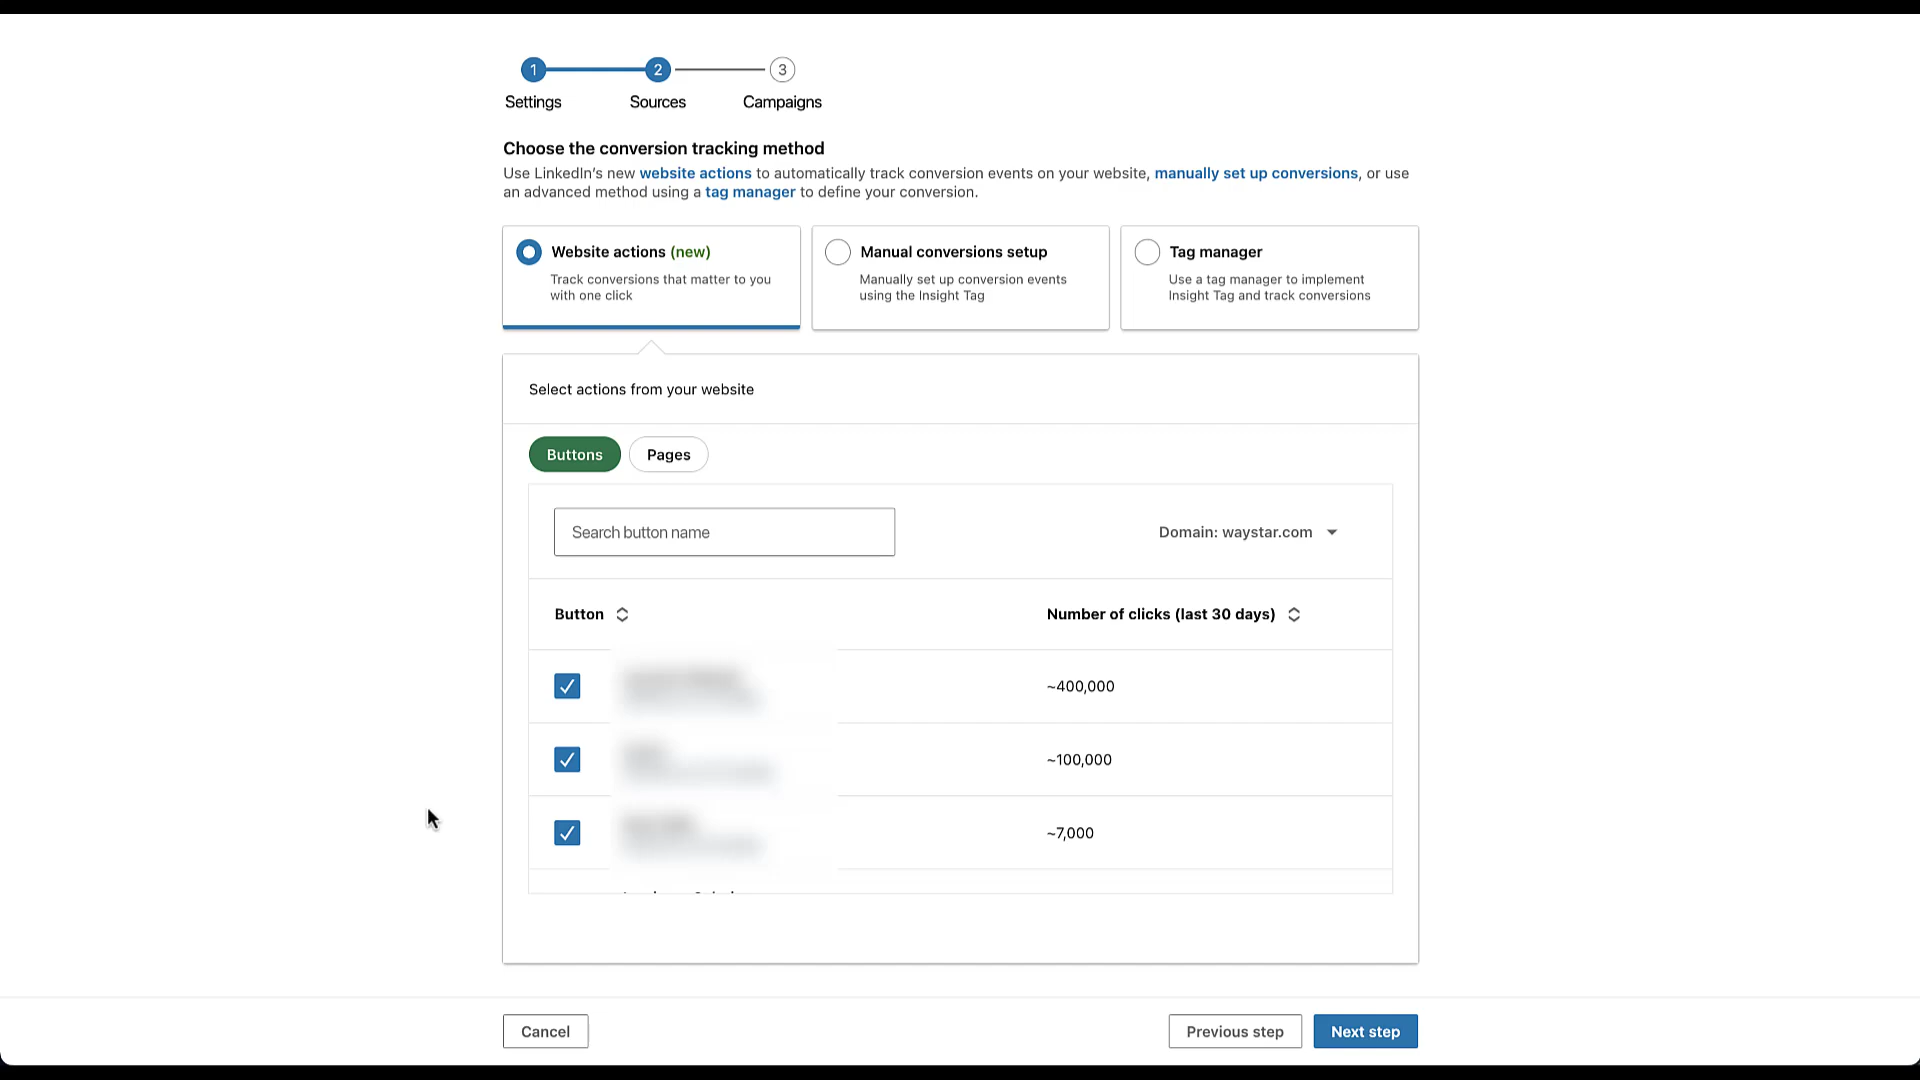 1 2 3
Settings Sources Campaigns
Choose the conversion tracking method
Use LinkedIn's new website actions to automatically track conversion events on your website, manually set up conversions, or use
an advanced method using a tag manager to define your conversion.
Website actions (new)
Track conversions that matter to you
with one click
Manual conversions setup
Manually set up conversion events
using the Insight Tag
Tag manager
Use a tag manager to implement
Insight Tag and track conversions
Select actions from your website
Buttons Pages
Search button name
Domain: waystar.com
Button Number of clicks (last 30 days)
~400,000
~100,000
~7,000
Cancel Previous step Next step